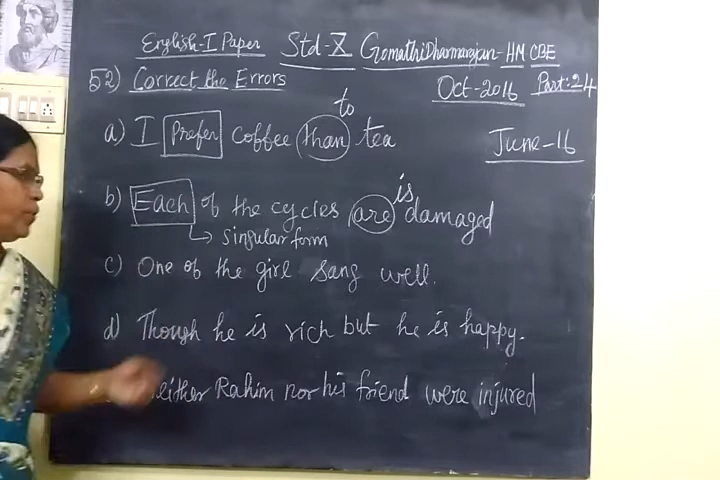 English-I Paper Std-X GomathiDharmarajan-HM CBE
52) Correct the Errors Oct-2016 Part:24
to
a) I Prefer coffee than tea June-16
is
b) Each of the cycles are damaged
↳ Singular form
c) One of the girl sang well.
d) Though he is rich but he is happy.
either Rahim nor his friend were injured